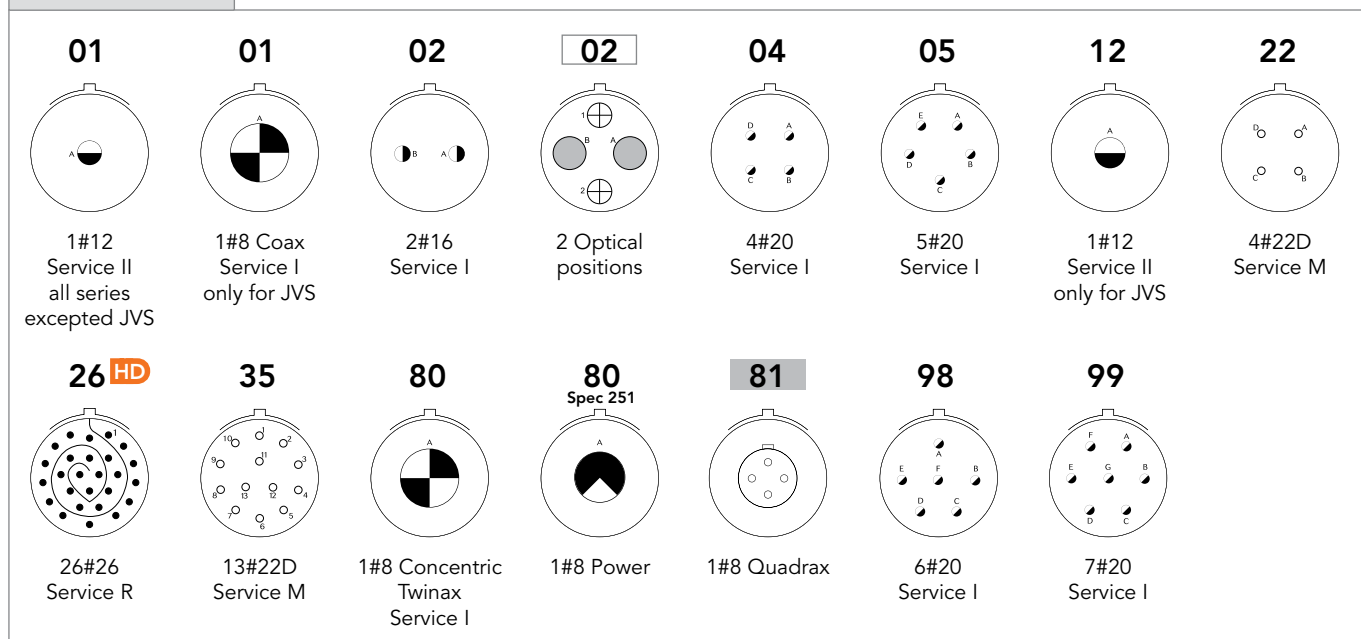 01 01 02 02 04 05 12 22
A
A
B A
1 B A 2
D A C B
E A D B C
A
D A C B
1#12
Service II
all series
excepted JVS
1#8 Coax
Service I
only for JVS
2#16
Service I
2 Optical
positions
4#20
Service I
5#20
Service I
1#12
Service II
only for JVS
4#22D
Service M
26 HD 35 80 80 81 98 99
Spec 251
1
10 1 2 9 11 3 8 13 12 4 7 6 5
A
A
A E F B D C
F A E G B D C
26#26
Service R
13#22D
Service M
1#8 Concentric
Twinax
Service I
1#8 Power
1#8 Quadrax
6#20
Service I
7#20
Service I